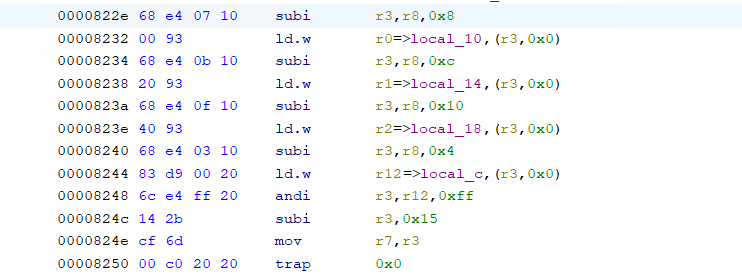 0000822e 68 e4 07 10 subi r3,r8,0x8
00008232 00 93 ld.w r0=>local_10,(r3,0x0)
00008234 68 e4 0b 10 subi r3,r8,0xc
00008238 20 93 ld.w r1=>local_14,(r3,0x0)
0000823a 68 e4 0f 10 subi r3,r8,0x10
0000823e 40 93 ld.w r2=>local_18,(r3,0x0)
00008240 68 e4 03 10 subi r3,r8,0x4
00008244 83 d9 00 20 ld.w r12=>local_c,(r3,0x0)
00008248 6c e4 ff 20 andi r3,r12,0xff
0000824c 14 2b subi r3,0x15
0000824e cf 6d mov r7,r3
00008250 00 c0 20 20 trap 0x0